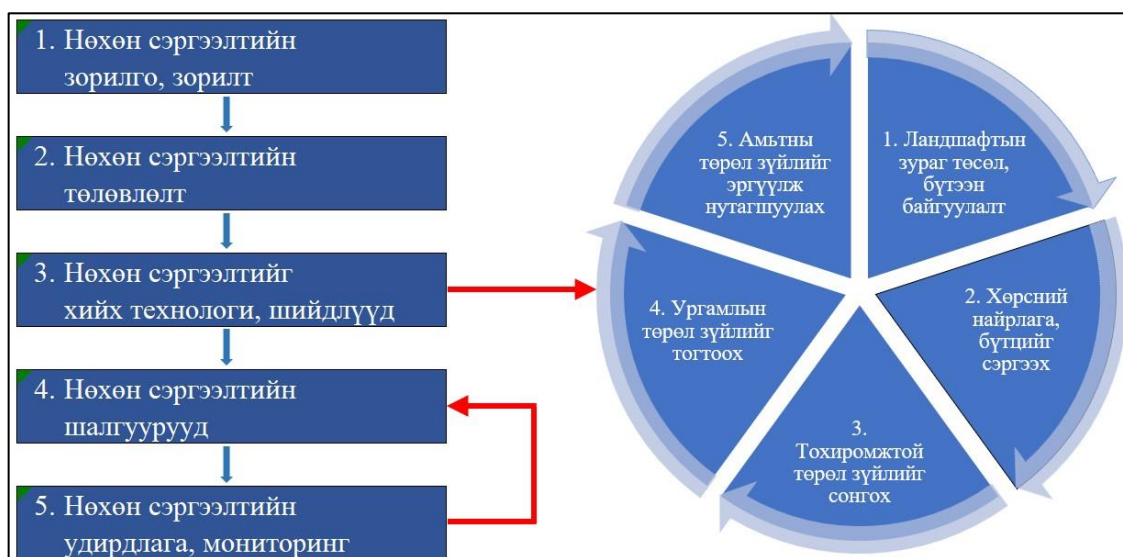 1. Нөхөн сэргээлтийн
зорилго, зорилт
2. Нөхөн сэргээлтийн
төлөвлөлт
3. Нөхөн сэргээлтийг
хийх технологи, шийдлүүд
4. Нөхөн сэргээлтийн
шалгуурууд
5. Нөхөн сэргээлтийн
удирдлага, мониторинг
1. Ландшафтын
зураг төсөл,
бүтээн
байгуулалт
2. Хөрсний
найрлага,
бүтцийг
сэргээх
3.
Тохиромжтой
төрөл зүйлийг
сонгох
4. Ургамлын
төрөл зүйлийг
тогтоох
5. Амьтны
төрөл зүйлийг
эргүүлж
нутагшуулах